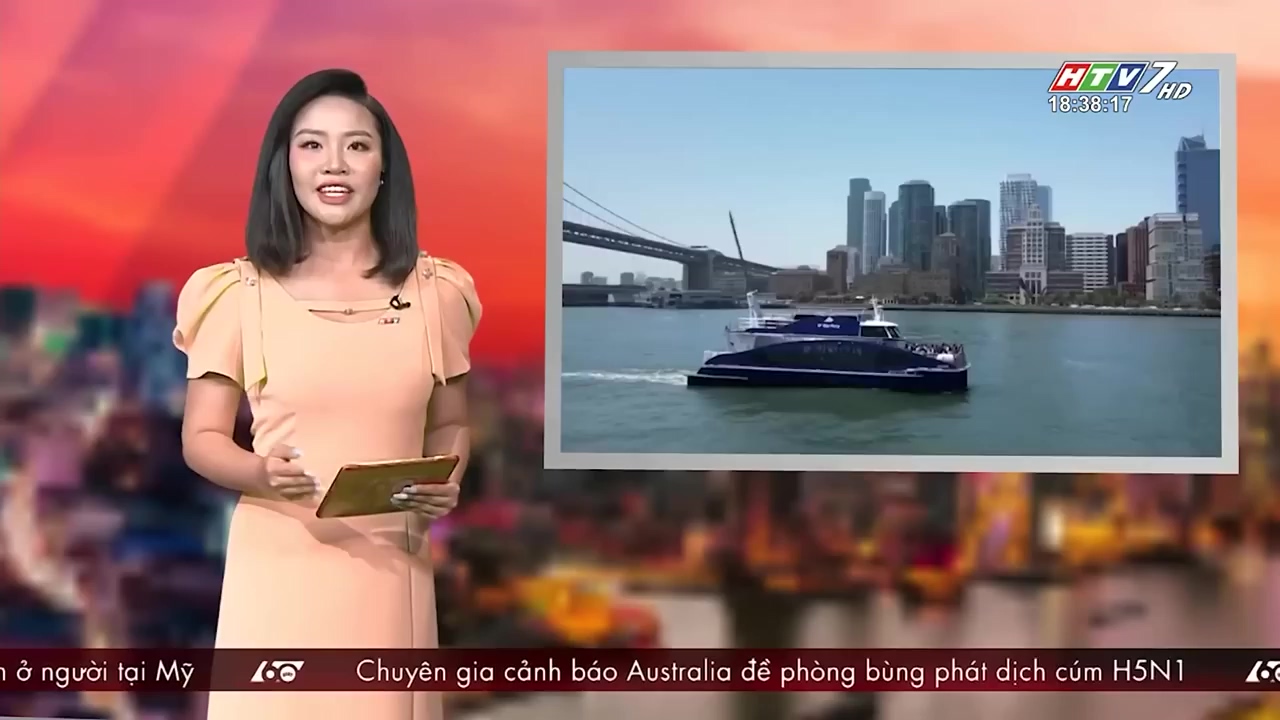 HTV7 HD
18:38:17
ở người tại Mỹ
60
Chuyên gia cảnh báo Australia đề phòng bùng phát dịch cúm H5N1